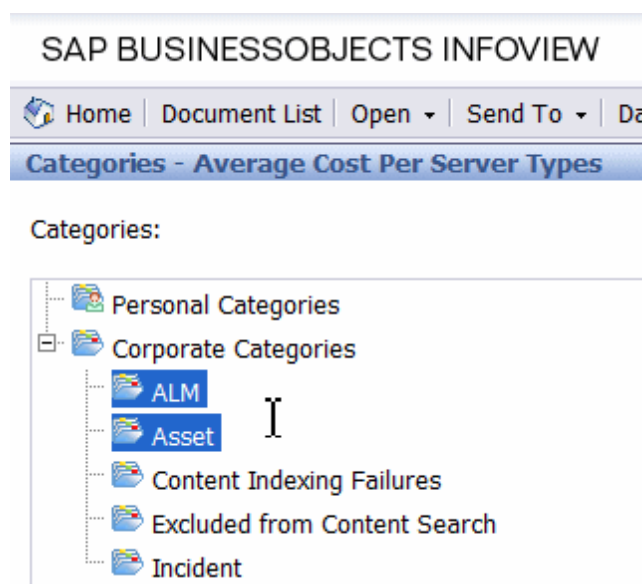 SAP BUSINESSOBJECTS INFOVIEW
Home Document List Open Send To Da
Categories - Average Cost Per Server Types
Categories:
Personal Categories
Corporate Categories
ALM
Asset
Content Indexing Failures
Excluded from Content Search
Incident